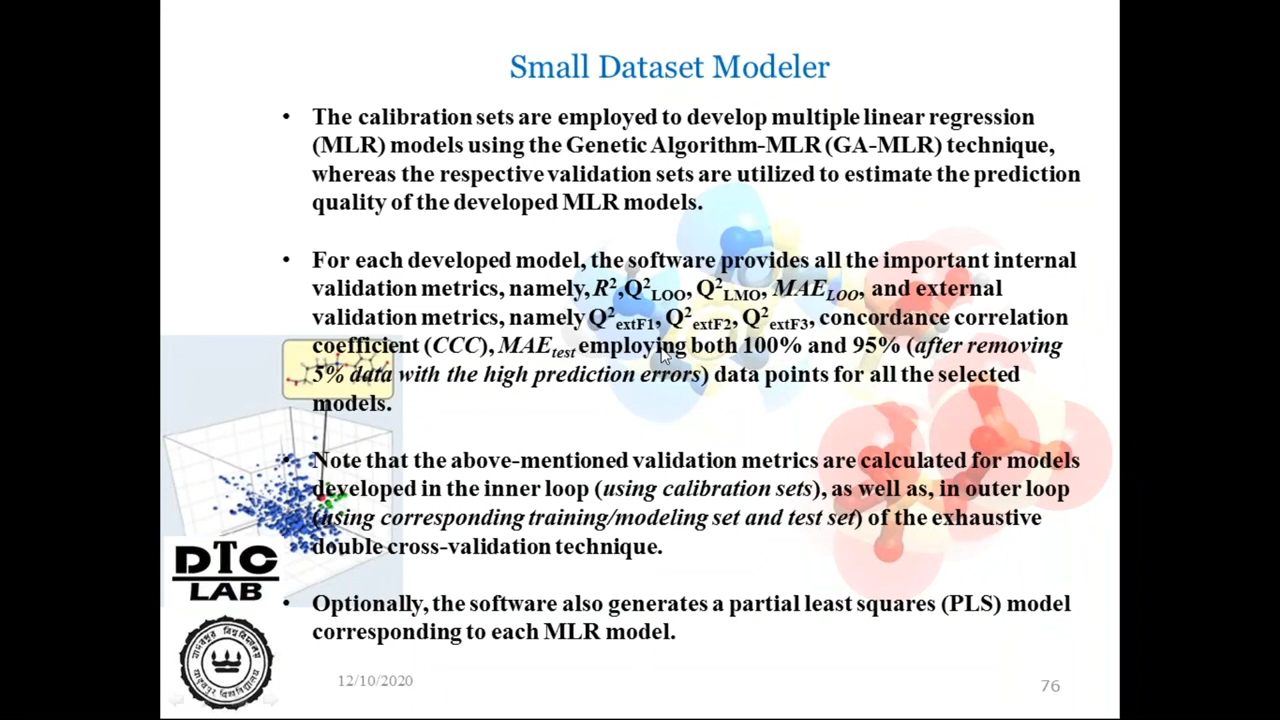 Small Dataset Modeler
• The calibration sets are employed to develop multiple linear regression
(MLR) models using the Genetic Algorithm-MLR (GA-MLR) technique,
whereas the respective validation sets are utilized to estimate the prediction
quality of the developed MLR models.
• For each developed model, the software provides all the important internal
validation metrics, namely, R²,Q²LOO, Q²LMO, MAELOO, and external
validation metrics, namely Q²extF1, Q²extF2, Q²extF3, concordance correlation
coefficient (CCC), MAEtest employing both 100% and 95% (after removing
5% data with the high prediction errors) data points for all the selected
models.
• Note that the above-mentioned validation metrics are calculated for models
developed in the inner loop (using calibration sets), as well as, in outer loop
(using corresponding training/modeling set and test set) of the exhaustive
double cross-validation technique.
• Optionally, the software also generates a partial least squares (PLS) model
corresponding to each MLR model.
DTC
LAB
12/10/2020
76